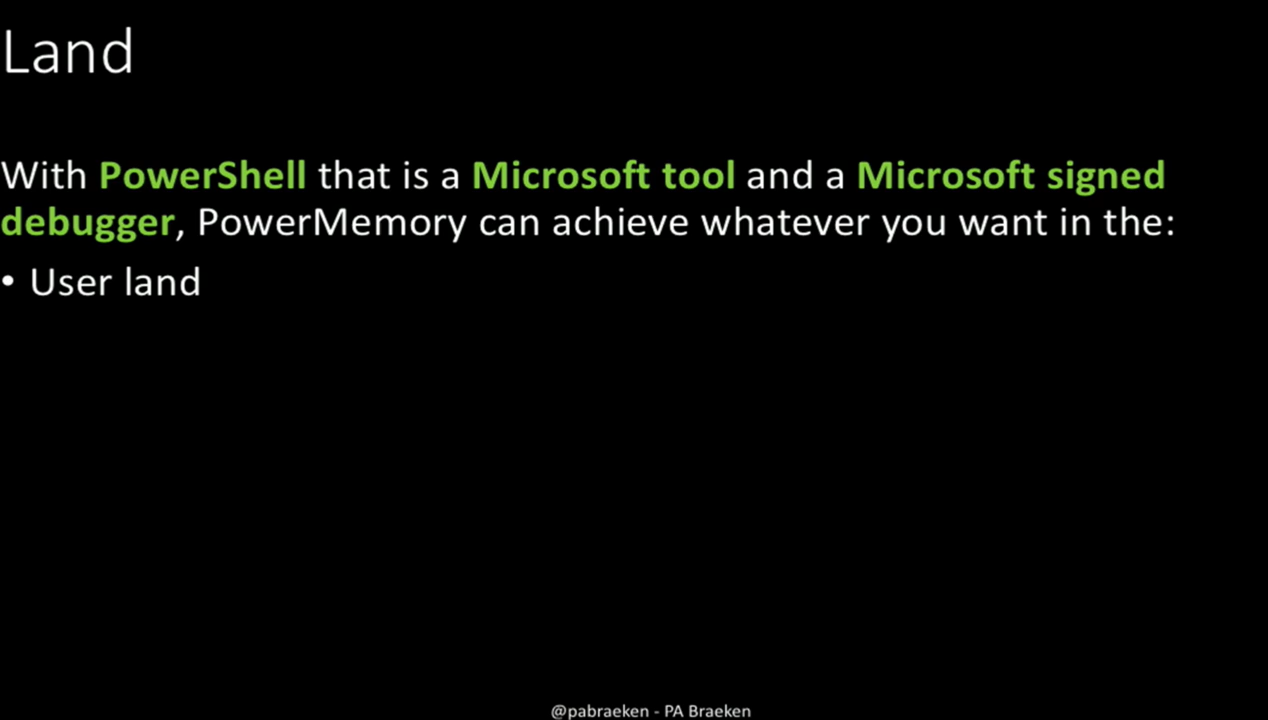 Land
With PowerShell that is a Microsoft tool and a Microsoft signed
debugger, PowerMemory can achieve whatever you want in the:
• User land
@pabraeken - PA Braeken